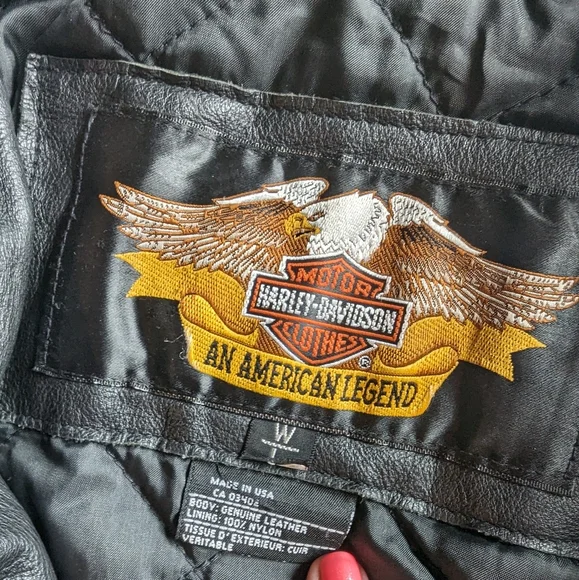 MOTOR
HARLEY-DAVIDSON
CLOTHES
®
AN AMERICAN LEGEND
W
L
MADE IN USA
CA 03402
BODY: GENUINE LEATHER
LINING: 100% NYLON
TISSUE D'EXTERIEUR: CUIR
VERITABLE